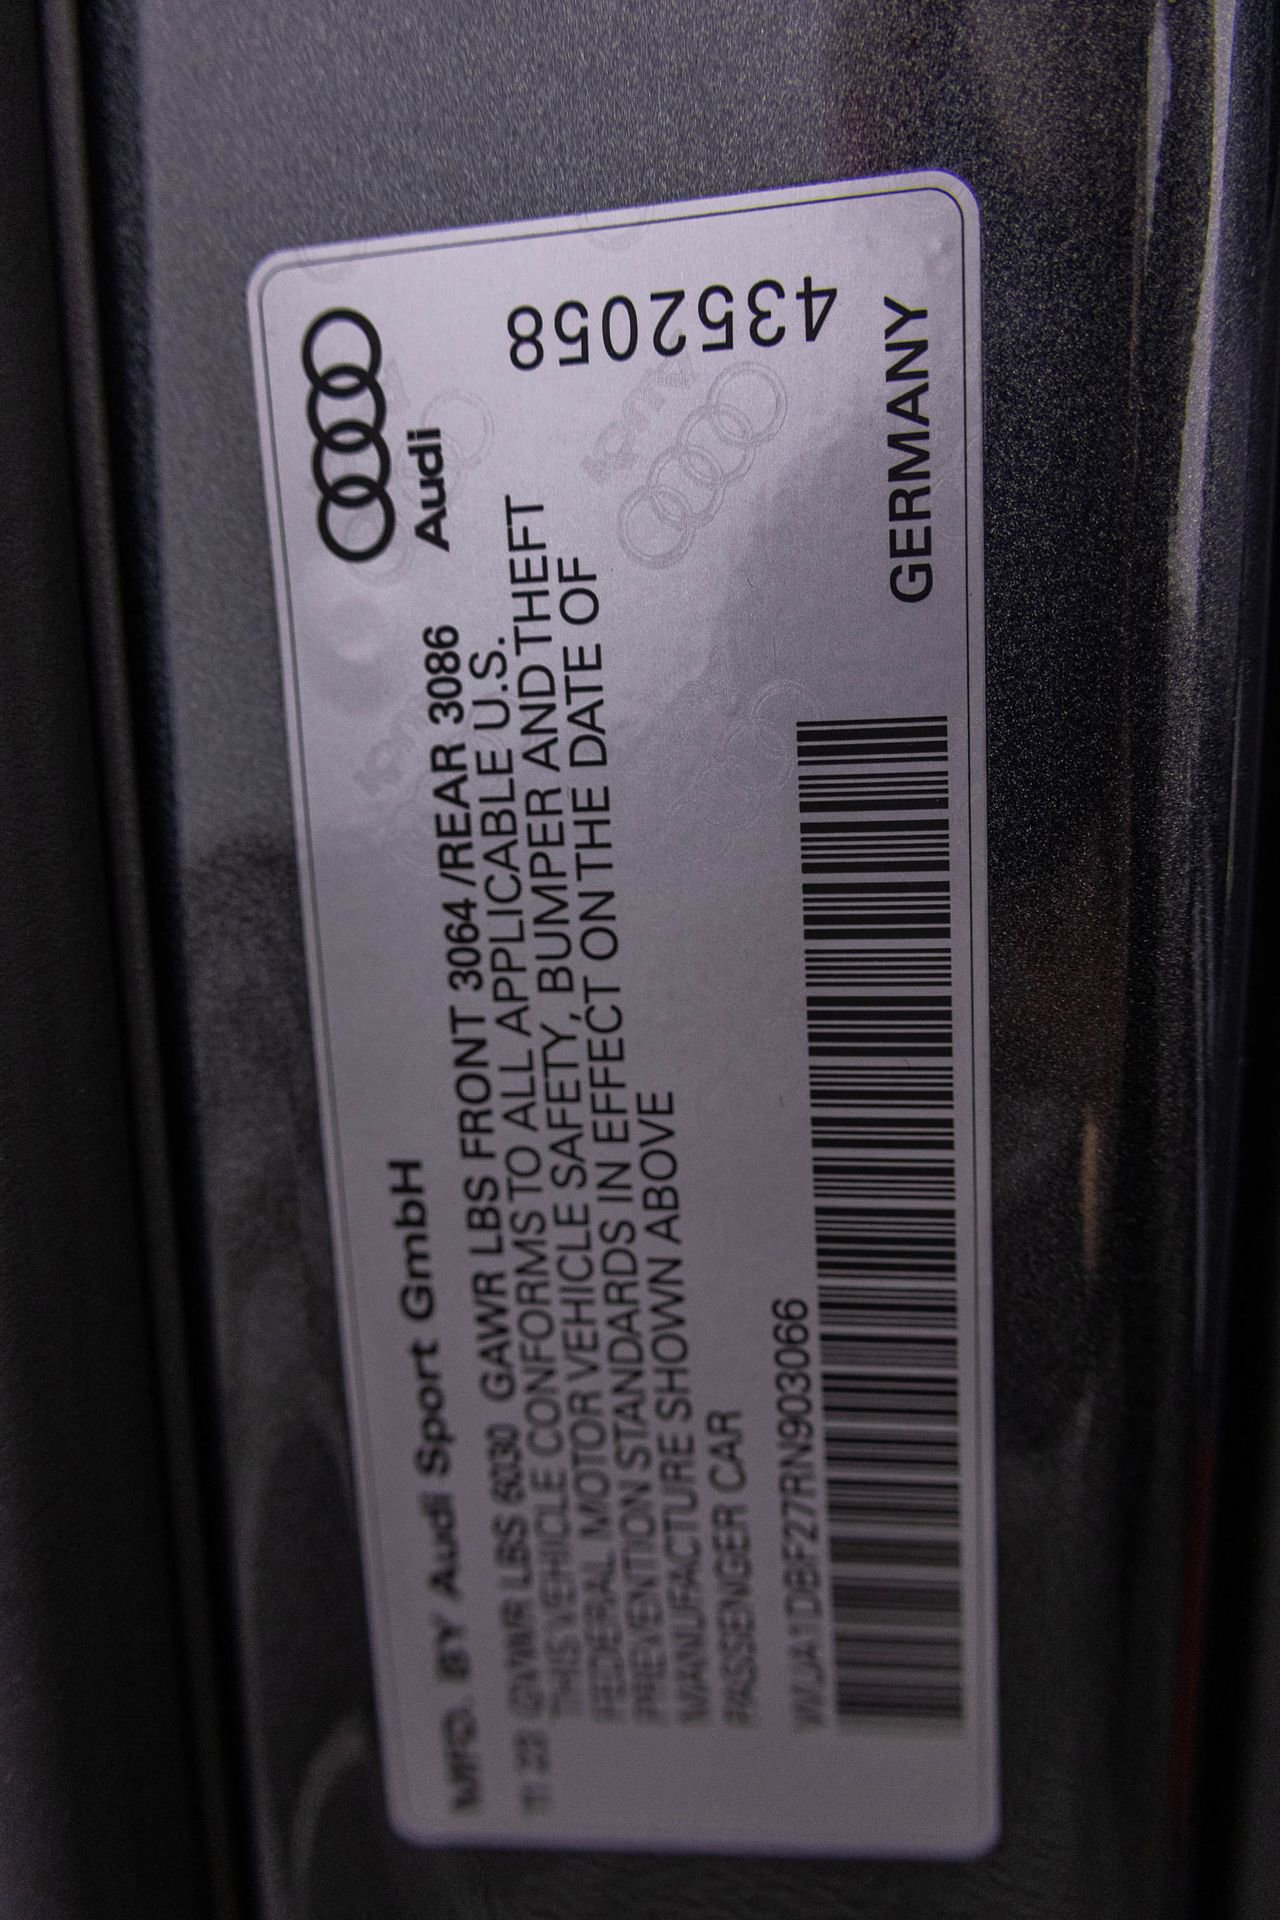 Audi
MFD. BY Audi Sport GmbH
11 23 GVWR LBS 6030 GAWR LBS FRONT 3064 /REAR 3086
THIS VEHICLE CONFORMS TO ALL APPLICABLE U.S.
FEDERAL MOTOR VEHICLE SAFETY, BUMPER AND THEFT
PREVENTION STANDARDS IN EFFECT ON THE DATE OF
MANUFACTURE SHOWN ABOVE
PASSENGER CAR
4352058
WUA1DBF27RN903066
GERMANY